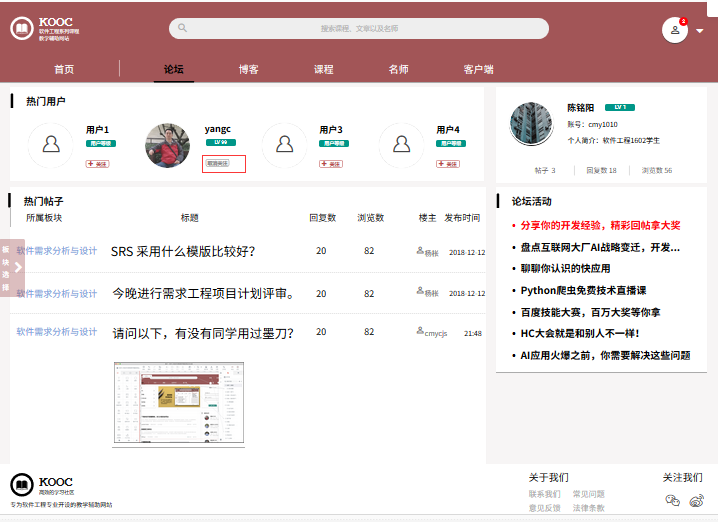 KOOC
软件工程系列课程
教学辅助网站
搜索课程、文章以及名师
3
首页
论坛
博客
课程
名师
客户端
热门用户
用户1
用户等级
+ 关注
yangc
LV 99
取消关注
用户3
用户等级
+ 关注
用户4
用户等级
+ 关注
陈铭阳
LV 1
账号：cmy1010
个人简介：软件工程1602学生
帖子 3
回复数 18
浏览数 56
热门帖子
所属板块
标题
回复数
浏览数
楼主
发布时间
板块选择
软件需求分析与设计
SRS 采用什么模版比较好？
20
82
杨枨
2018-12-12
软件需求分析与设计
今晚进行需求工程项目计划评审。
20
82
杨枨
2018-12-12
软件需求分析与设计
请问以下，有没有同学用过墨刀？
20
82
cmycjs
21:48
论坛活动
• 分享你的开发经验，精彩回帖拿大奖
• 盘点互联网大厂AI战略变迁，开发...
• 聊聊你认识的快应用
• Python爬虫免费技术直播课
• 百度技能大赛，百万大奖等你拿
• HC大会就是和别人不一样！
• AI应用火爆之前，你需要解决这些问题
KOOC
高效的学习社区
专为软件工程专业开设的教学辅助网站
关于我们
联系我们
常见问题
意见反馈
法律条款
关注我们